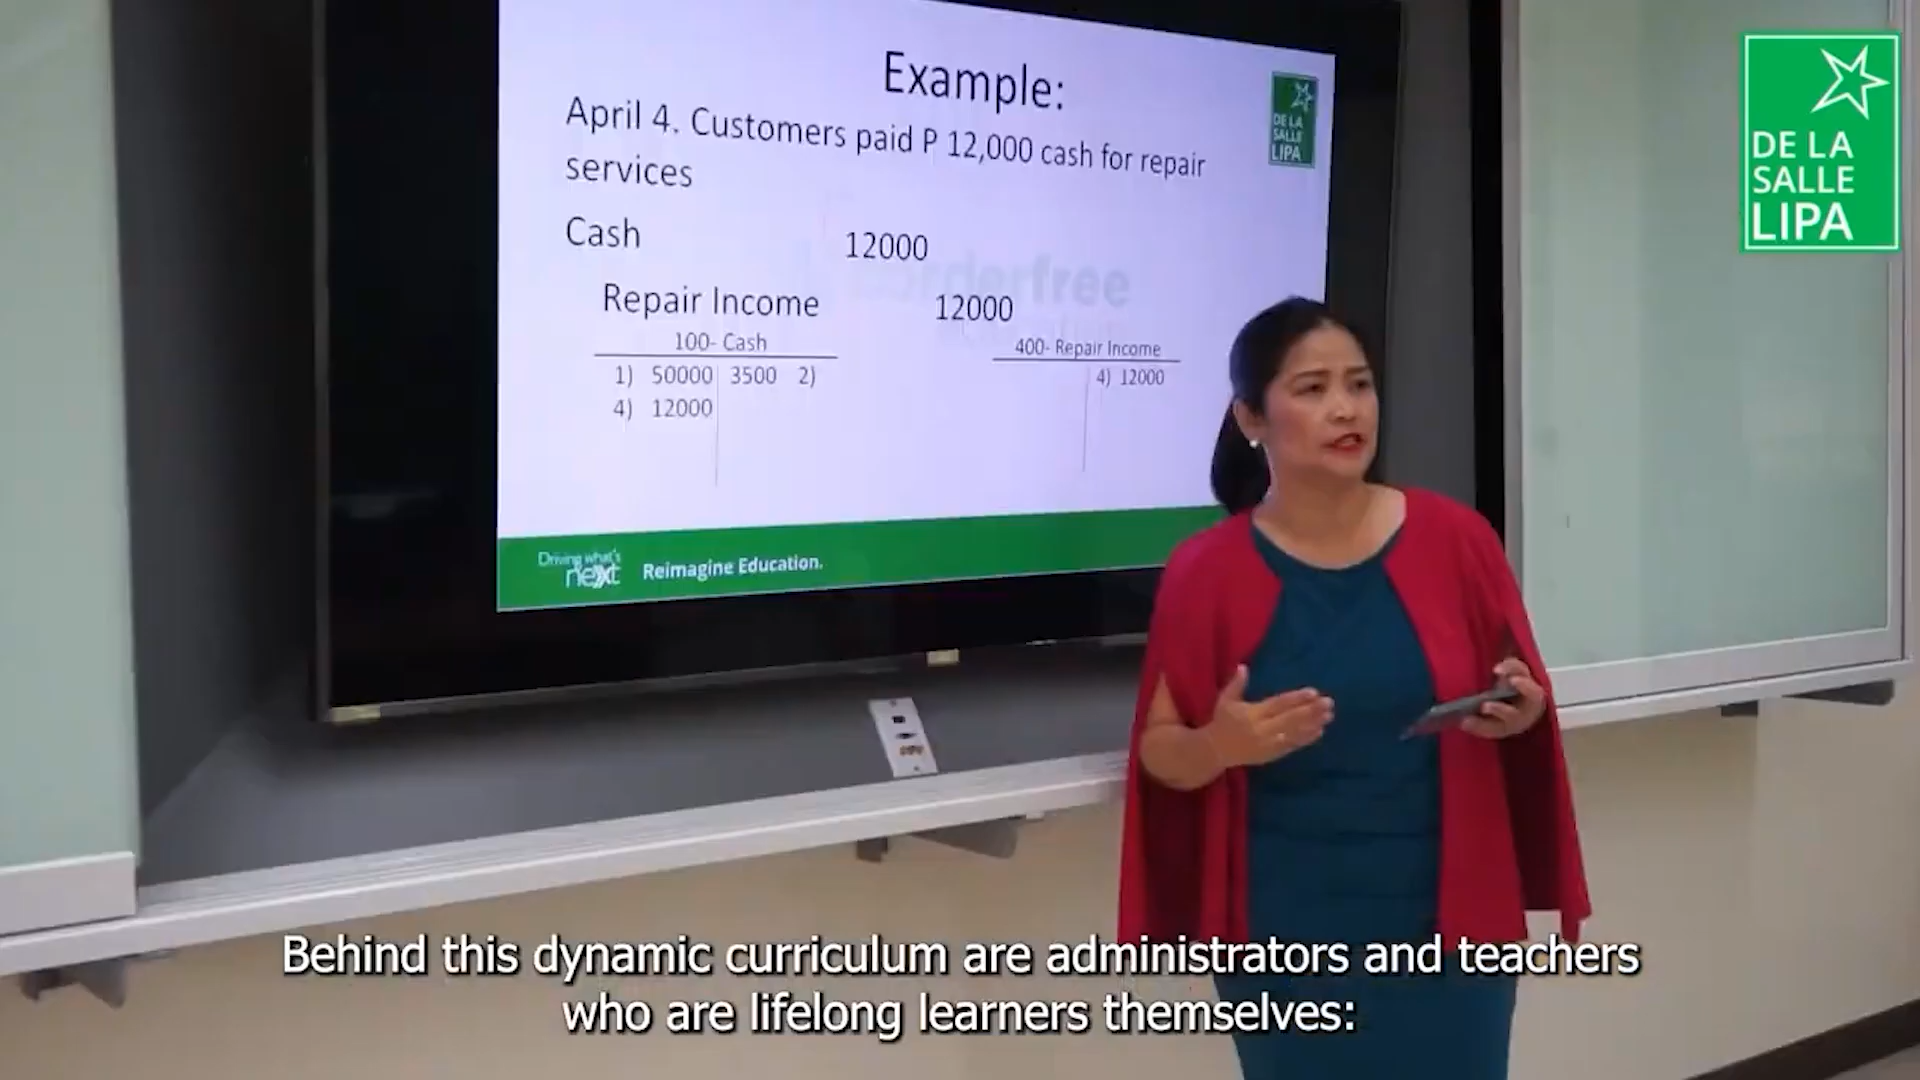 Example:
April 4. Customers paid P 12,000 cash for repair
services
Cash 12000
Repair Income 12000
100- Cash
1) 50000 3500 2)
4) 12000
400- Repair Income
4) 12000
DE LA
SALLE
LIPA
Driving what's
next
Reimagine Education.
DE LA
SALLE
LIPA
Behind this dynamic curriculum are administrators and teachers
who are lifelong learners themselves: